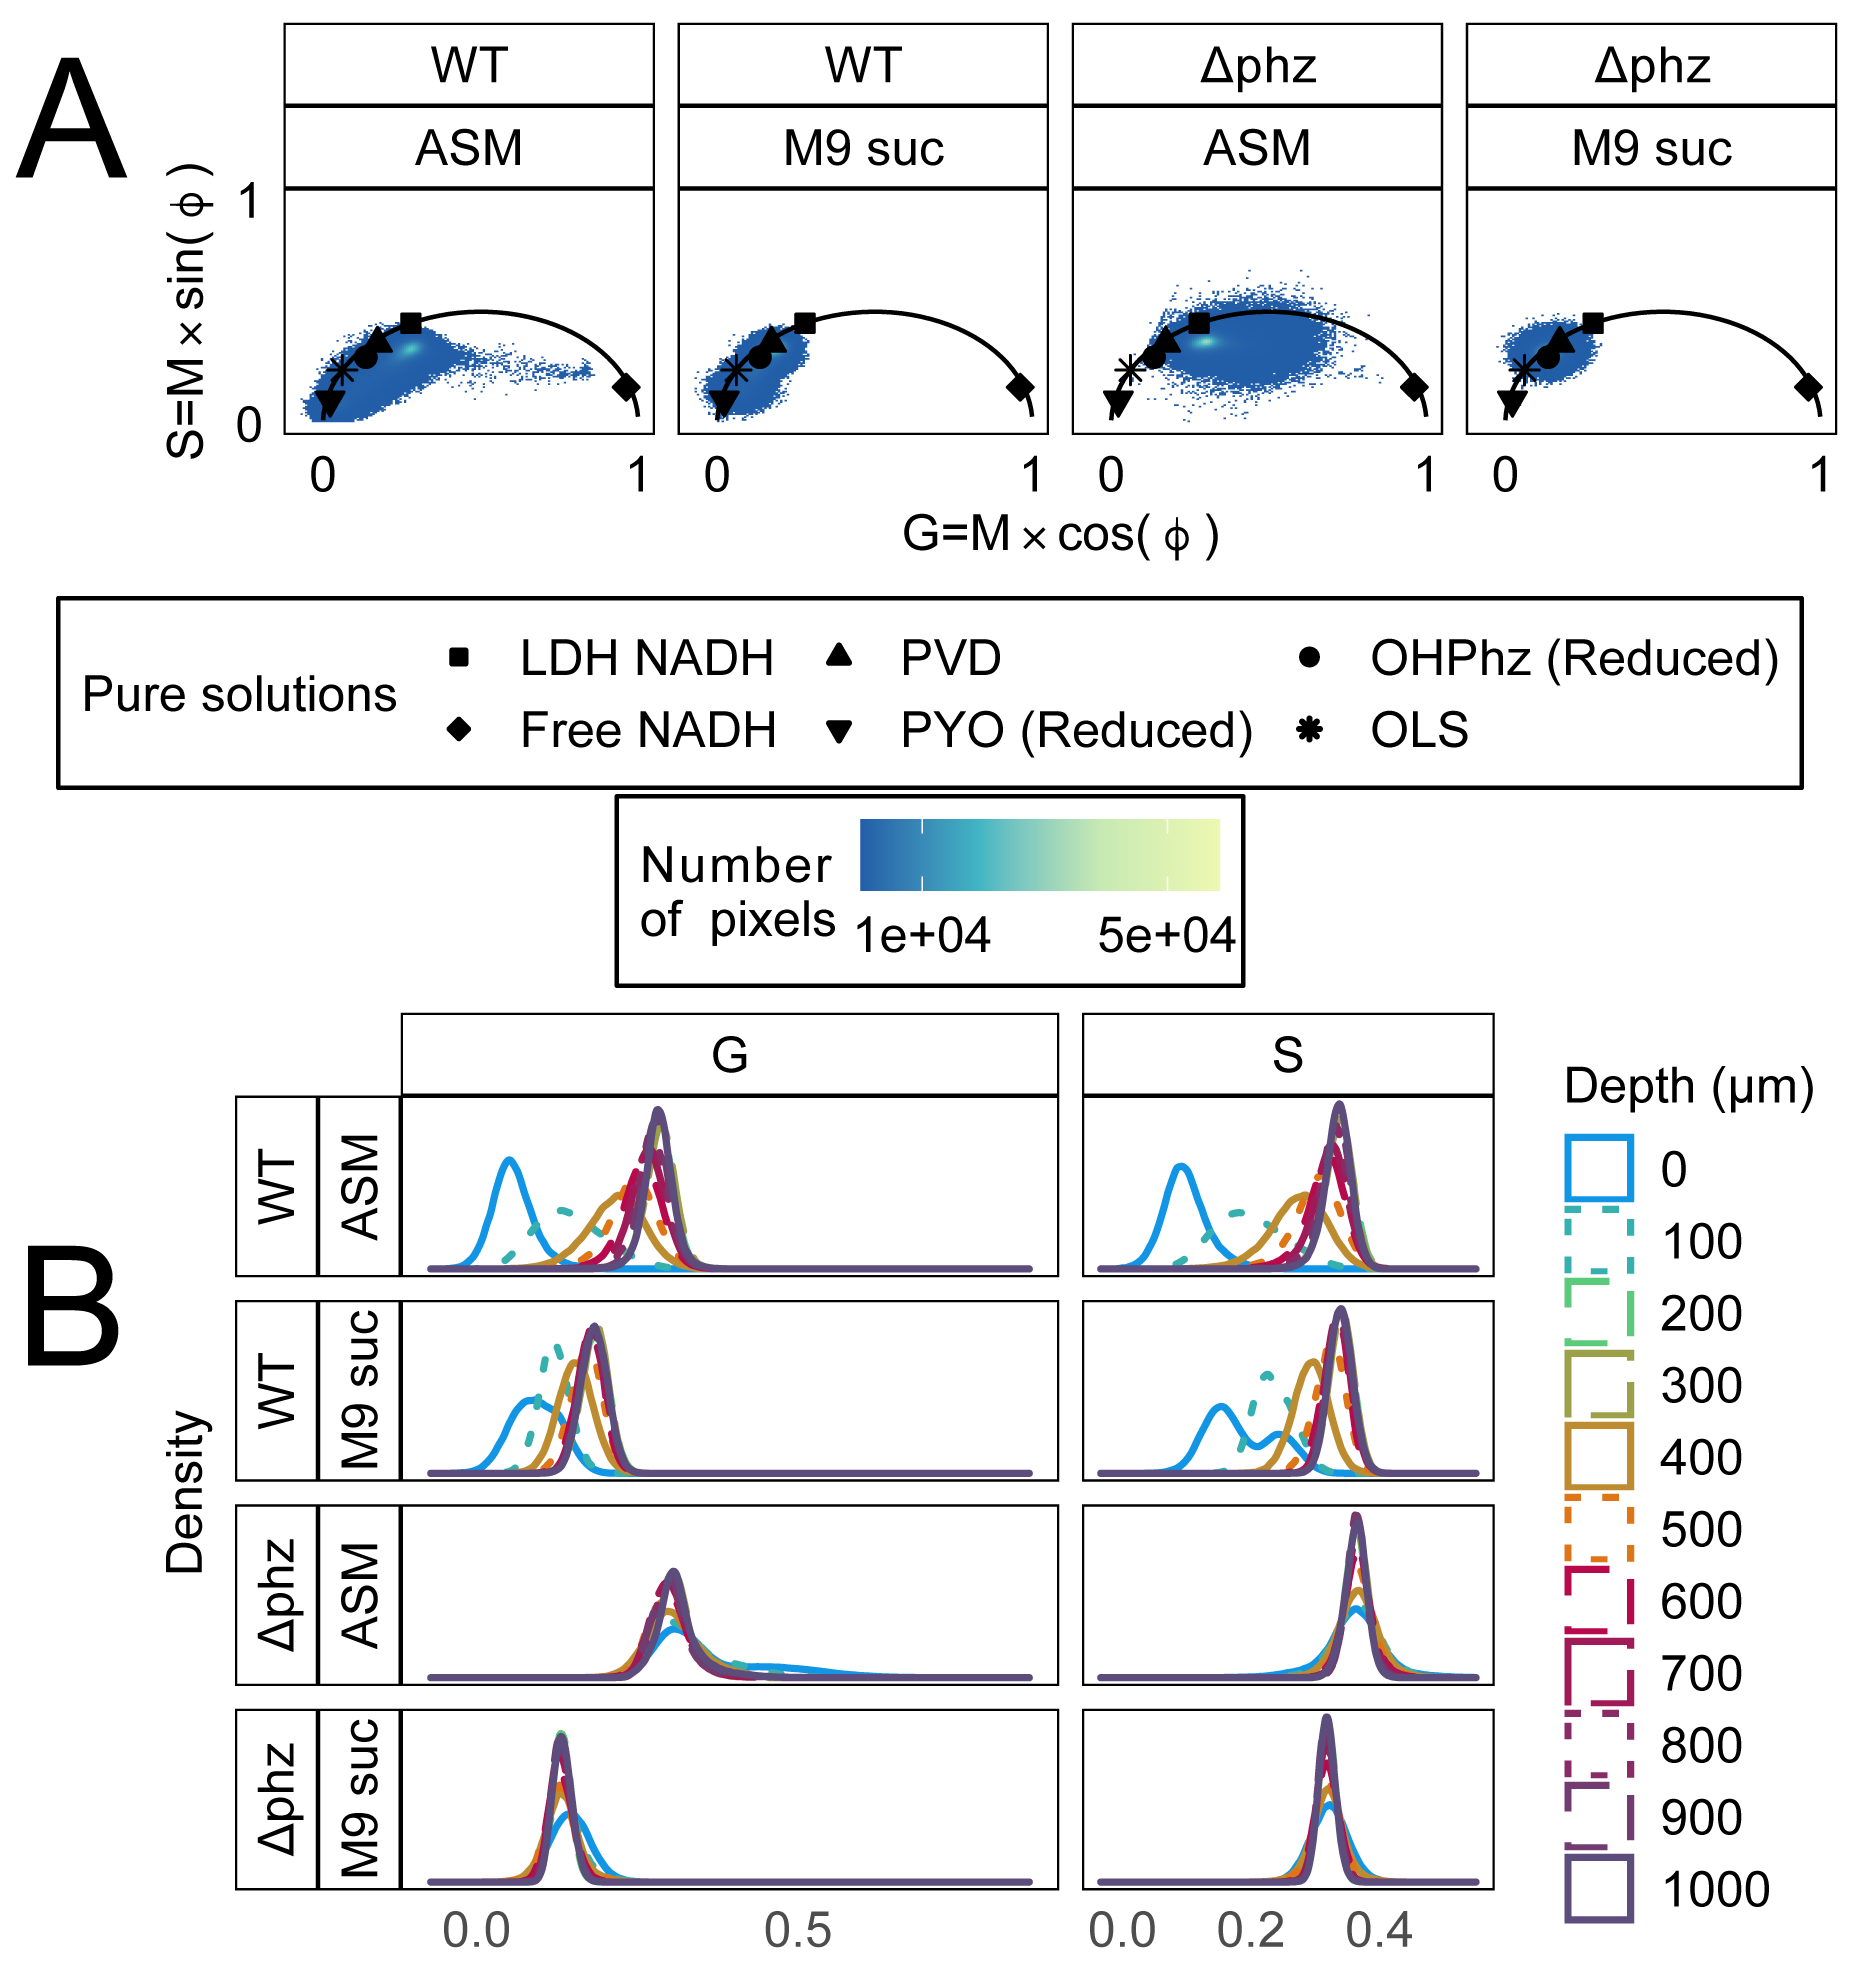 A
WT
WT
Δphz
Δphz
ASM
M9 suc
ASM
M9 suc
S=M×sin(ϕ)
1
0
0 1 0 1 0 1 0 1
G=M×cos(ϕ)
Pure solutions
LDH NADH
PVD
OHPhz (Reduced)
Free NADH
PYO (Reduced)
OLS
Number
of pixels
1e+04 5e+04
B
G
S
Density
WT ASM
WT M9 suc
Δphz ASM
Δphz M9 suc
0.0 0.5
0.0 0.2 0.4
Depth (μm)
0
100
200
300
400
500
600
700
800
900
1000